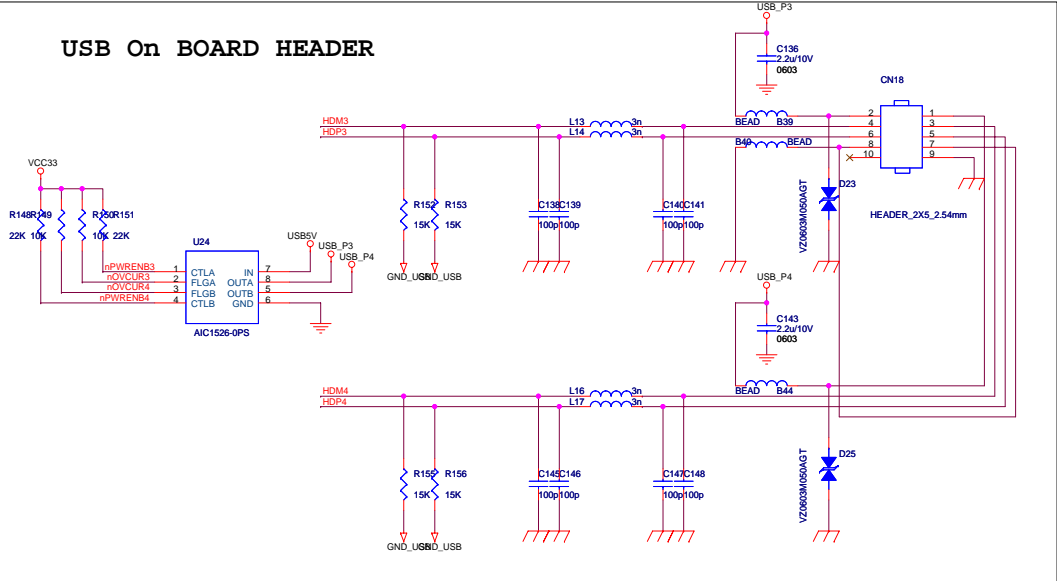 USB On BOARD HEADER
USB_P3
C136
2.2u/10V
0603
CN18
HDM3
HDP3
L13 3n
L14 3n
BEAD B39
B40 BEAD
2 1
4 3
6 5
8 7
10 9
HEADER_2X5_2.54mm
D23
VZ0603M050AGT
R152
15K
R153
15K
C138
100p
C139
100p
C140
100p
C141
100p
GND_USB
GND_USB
VCC33
R148
22K
R149
10K
R150
10K
R151
22K
U24
nPWRENB3 1 CTLA IN 7 USB5V
nOVCUR3 2 FLGA OUTA 8 USB_P3
nOVCUR4 3 FLGB OUTB 5 USB_P4
nPWRENB4 4 CTLB GND 6
AIC1526-0PS
USB_P4
C143
2.2u/10V
0603
HDM4
HDP4
L16 3n
L17 3n
BEAD B44
D25
VZ0603M050AGT
R155
15K
R156
15K
C145
100p
C146
100p
C147
100p
C148
100p
GND_USB
GND_USB